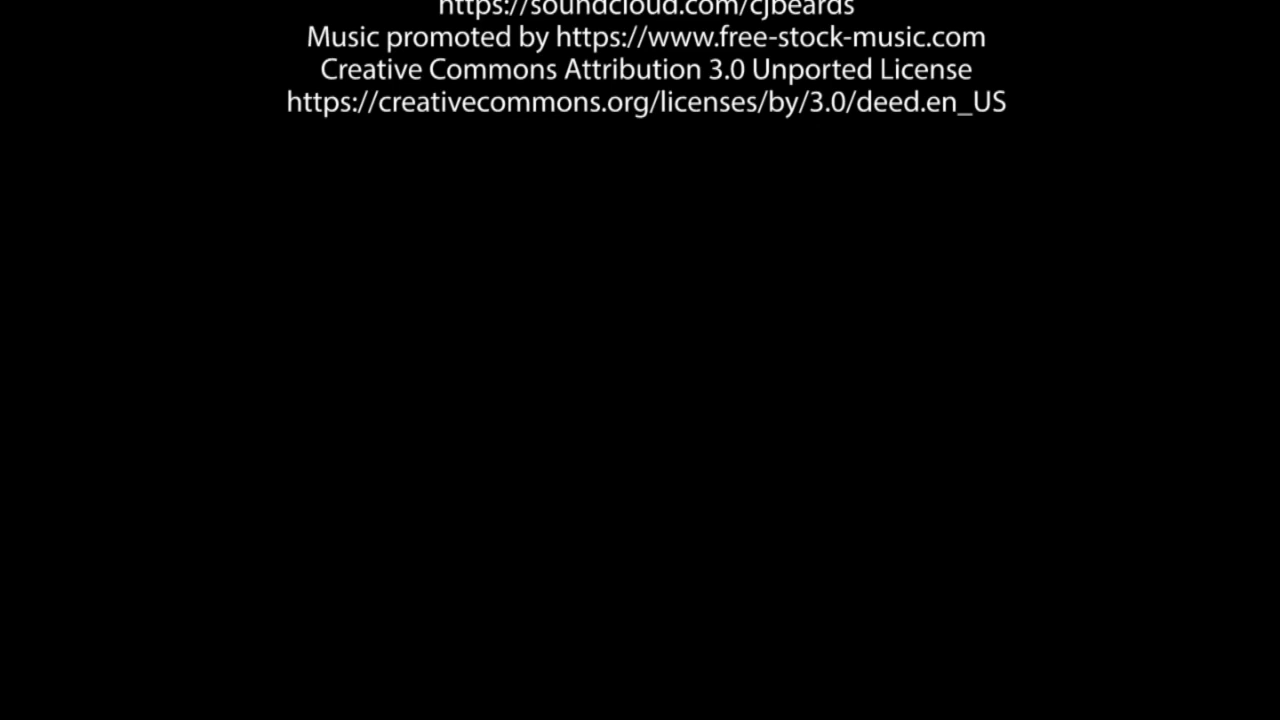 https://soundcloud.com/cjbeards
Music promoted by https://www.free-stock-music.com
Creative Commons Attribution 3.0 Unported License
https://creativecommons.org/licenses/by/3.0/deed.en_US